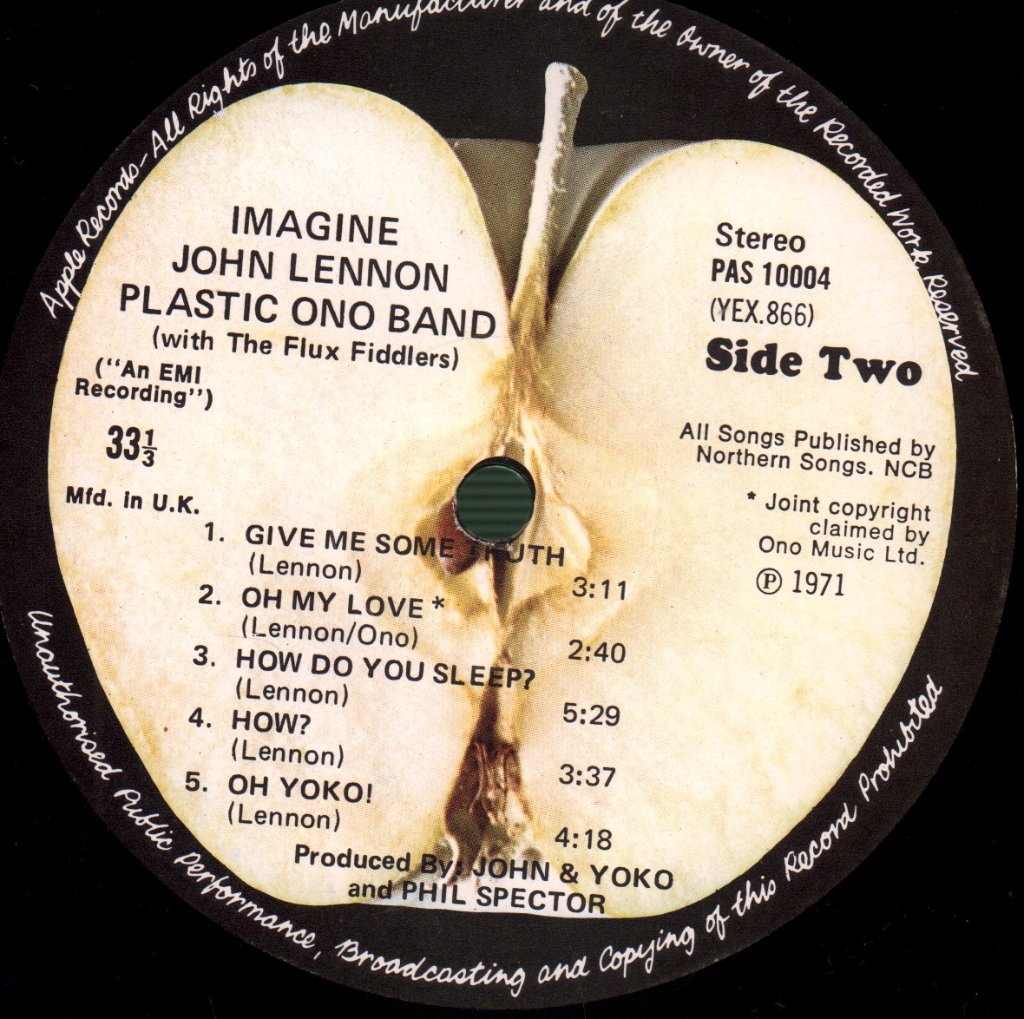 Apple Records - All Rights of the Manufacturer and of the Owner of the Recorded Work Reserved
IMAGINE
JOHN LENNON
PLASTIC ONO BAND
(with The Flux Fiddlers)
("An EMI
Recording")
33⅓
Mfd. in U.K.
Stereo
PAS 10004
(YEX.866)
Side Two
All Songs Published by
Northern Songs. NCB
* Joint copyright
claimed by
Ono Music Ltd.
℗ 1971
1. GIVE ME SOME TRUTH
(Lennon)
3:11
2. OH MY LOVE *
(Lennon/Ono)
2:40
3. HOW DO YOU SLEEP?
(Lennon)
5:29
4. HOW?
(Lennon)
3:37
5. OH YOKO!
(Lennon)
4:18
Produced By: JOHN & YOKO
and PHIL SPECTOR
Unauthorised Public Performance, Broadcasting and Copying of this Record Prohibited